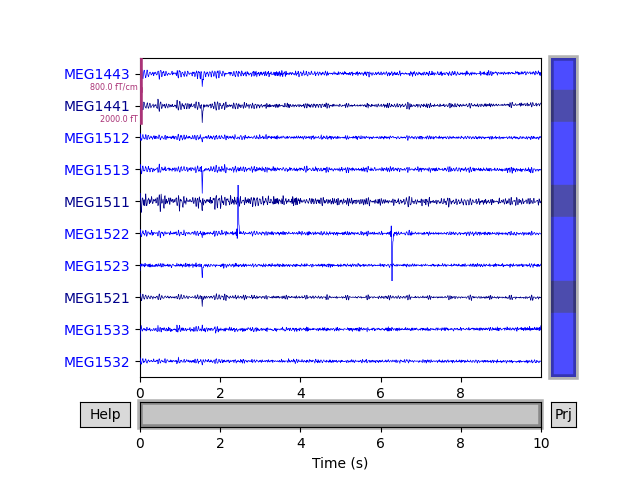 MEG1443
800.0 fT/cm
MEG1441
2000.0 fT
MEG1512
MEG1513
MEG1511
MEG1522
MEG1523
MEG1521
MEG1533
MEG1532
0 2 4 6 8
Help Prj
0 2 4 6 8 10
Time (s)